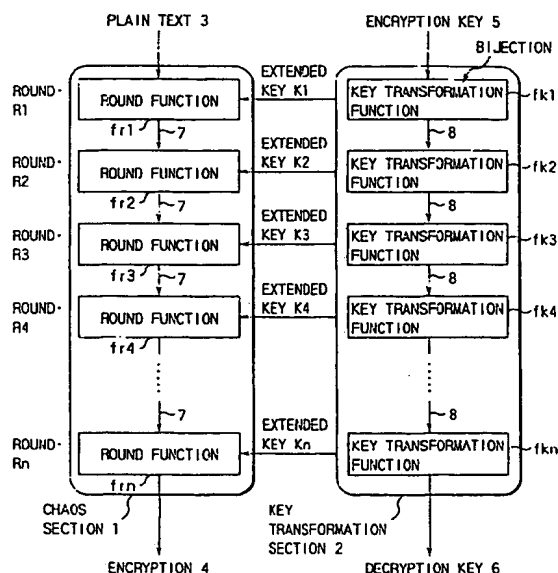 PLAIN TEXT 3
ENCRYPTION KEY 5
BIJECTION
ROUND-
R1
ROUND FUNCTION
fr1
7
EXTENDED
KEY K1
KEY TRANSFORMATION
FUNCTION
fk1
8
ROUND-
R2
ROUND FUNCTION
fr2
7
EXTENDED
KEY K2
KEY TRANSFORMATION
FUNCTION
fk2
8
ROUND-
R3
ROUND FUNCTION
fr3
7
EXTENDED
KEY K3
KEY TRANSFORMATION
FUNCTION
fk3
8
ROUND-
R4
ROUND FUNCTION
fr4
EXTENDED
KEY K4
KEY TRANSFORMATION
FUNCTION
fk4
7
8
ROUND-
Rn
ROUND FUNCTION
frn
EXTENDED
KEY Kn
KEY TRANSFORMATION
FUNCTION
fkn
CHAOS
SECTION 1
KEY
TRANSFORMATION
SECTION 2
ENCRYPTION 4
DECRYPTION KEY 6